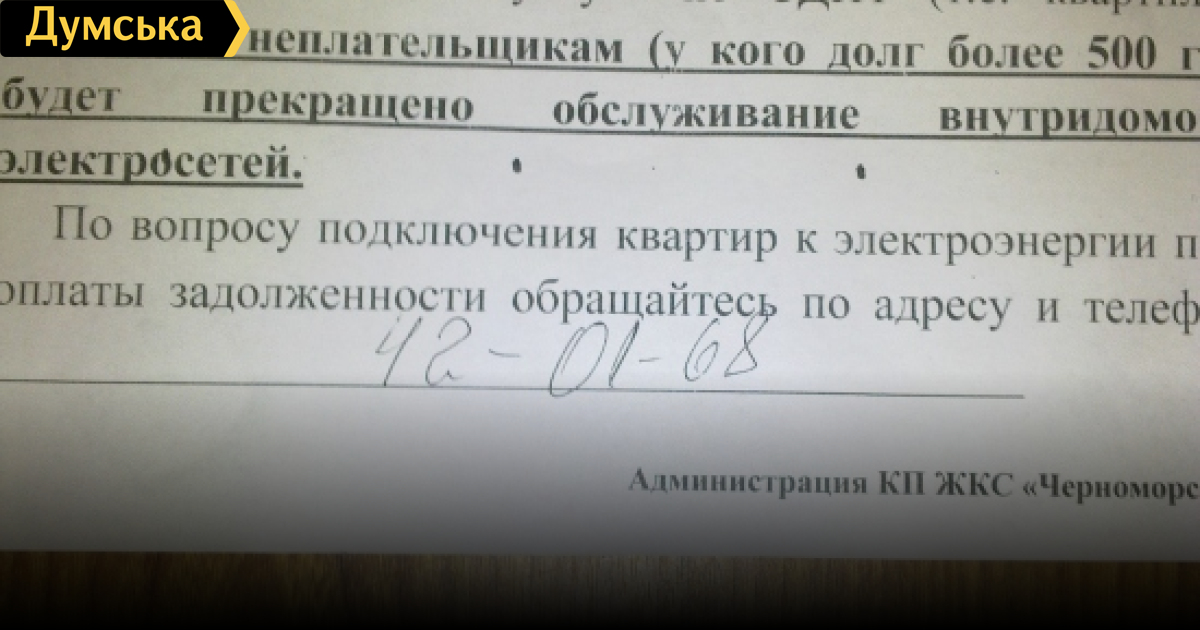 Думська
неплательщикам (у кого долг более 500 г
будет прекращено обслуживание внутридомо
электросетей.
По вопросу подключения квартир к электроэнергии п
оплаты задолженности обращайтесь по адресу и телеф
42-01-68
Администрация КП ЖКС «Черноморс